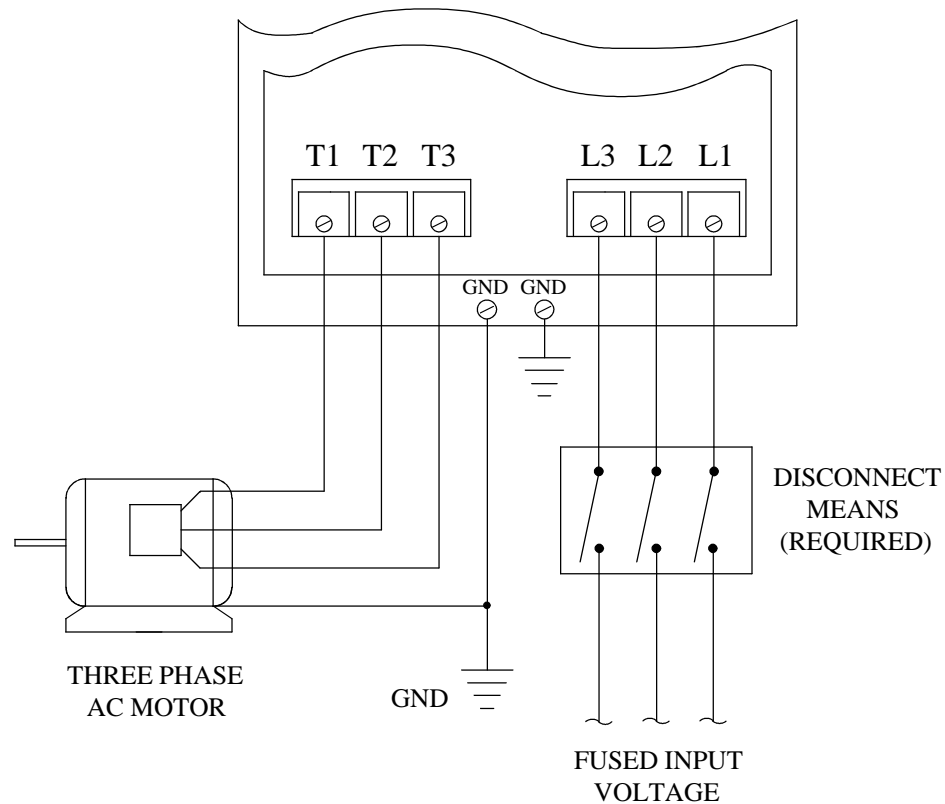 T1 T2 T3 L3 L2 L1
GND GND
DISCONNECT
MEANS
(REQUIRED)
THREE PHASE
AC MOTOR
GND
FUSED INPUT
VOLTAGE